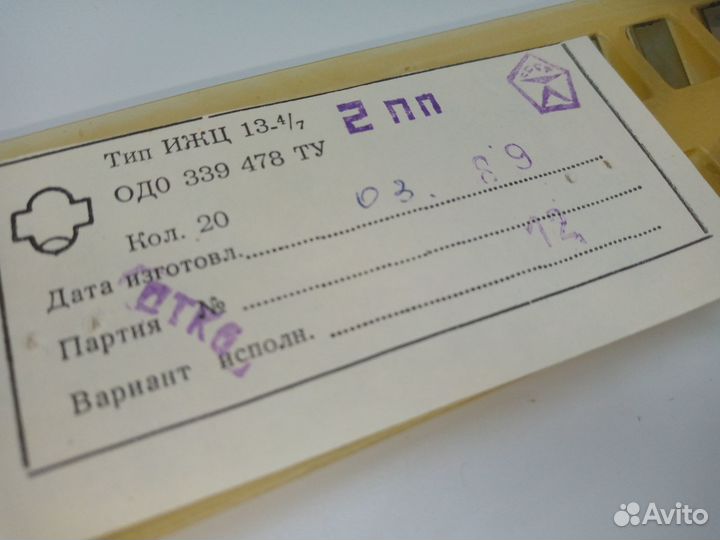 Тип ИЖЦ 13-4/7 2 ПП
ОД0 339 478 ТУ
Кол. 20
Дата изготовл. 03. 89
Партия №
Вариант исполн. 12
ОТК
Avito